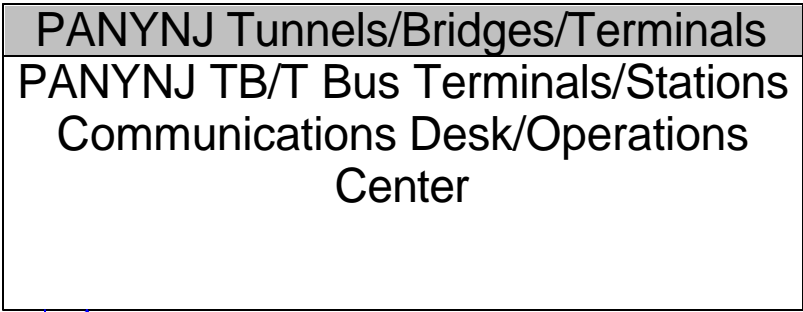 PANYNJ Tunnels/Bridges/Terminals
PANYNJ TB/T Bus Terminals/Stations
Communications Desk/Operations
Center